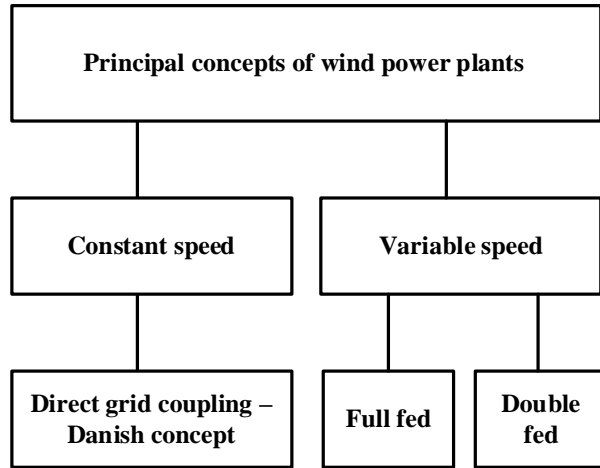 Principal concepts of wind power plants
Constant speed
Variable speed
Direct grid coupling –
Danish concept
Full fed
Double
fed